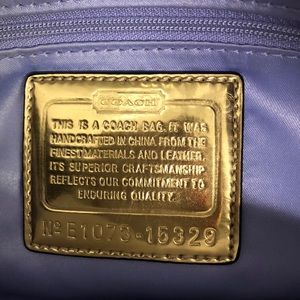 COACH
THIS IS A COACH BAG. IT WAS
HANDCRAFTED IN CHINA FROM THE
FINEST MATERIALS AND LEATHER.
ITS SUPERIOR CRAFTSMANSHIP
REFLECTS OUR COMMITMENT TO
ENDURING QUALITY.
Nº E1076-15329